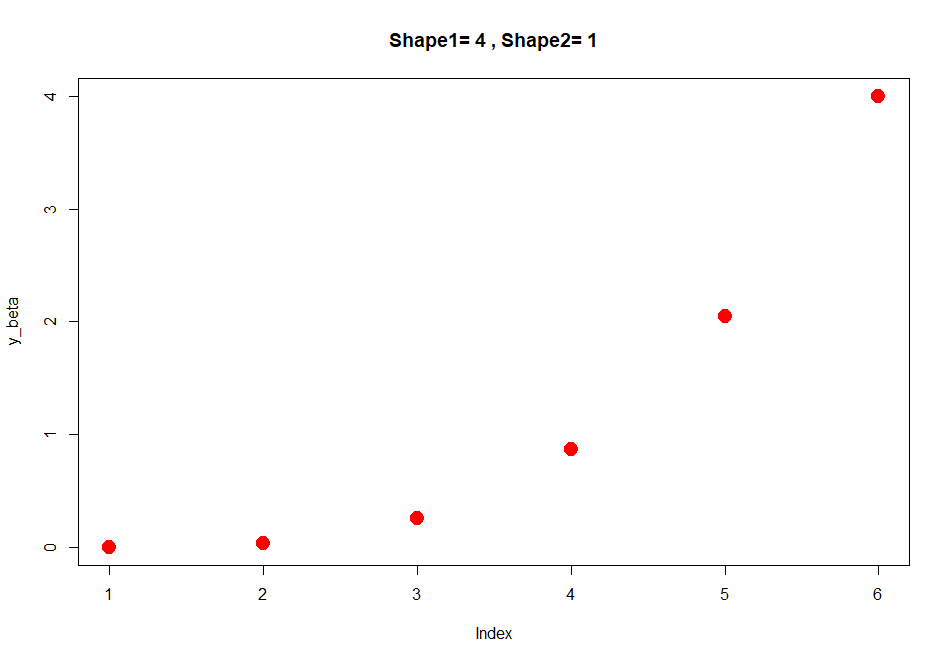 Shape1= 4 , Shape2= 1
4
3
2
1
0
y_beta
1 2 3 4 5 6
Index